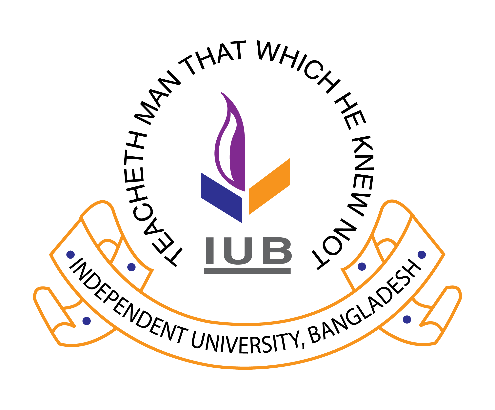 TEACHETH MAN THAT WHICH HE KNEW NOT
IUB
INDEPENDENT UNIVERSITY, BANGLADESH